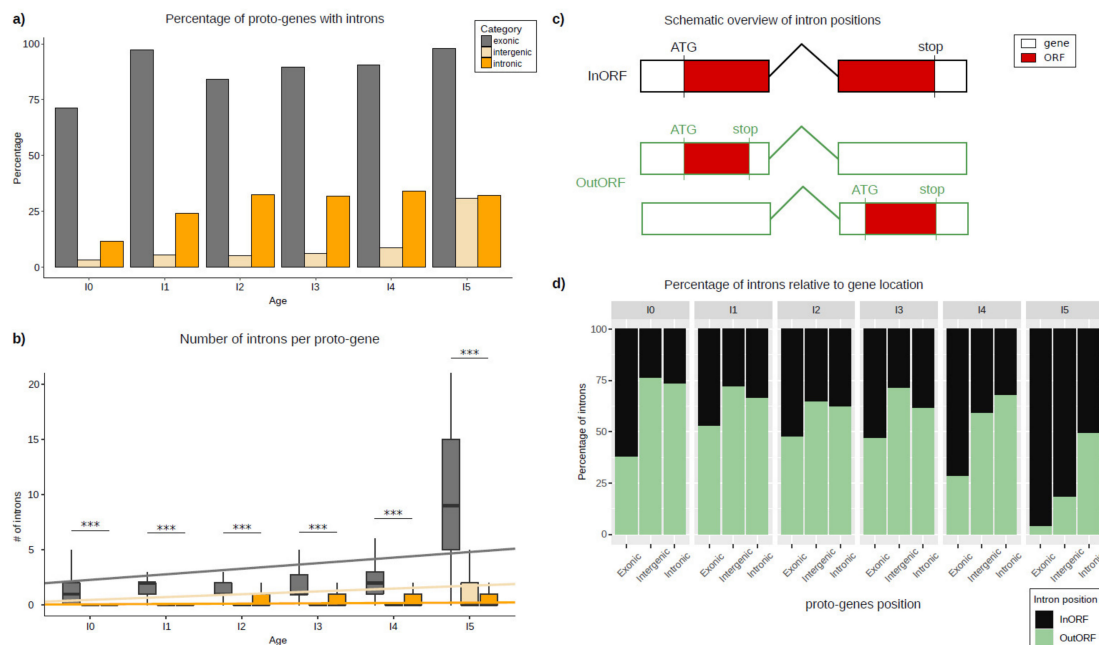 a)
Percentage of proto-genes with introns
Category
exonic
intergenic
intronic
Percentage
100
75
50
25
0
I0 I1 I2 I3 I4 I5
Age
b)
Number of introns per proto-gene
# of introns
20
15
10
5
0
*** *** *** *** *** ***
I0 I1 I2 I3 I4 I5
Age
c)
Schematic overview of intron positions
gene
ORF
InORF
ATG stop
OutORF
ATG stop
ATG stop
d)
Percentage of introns relative to gene location
I0 I1 I2 I3 I4 I5
Percentage of introns
100
75
50
25
0
Exonic Intergenic Intronic Exonic Intergenic Intronic Exonic Intergenic Intronic Exonic Intergenic Intronic Exonic Intergenic Intronic Exonic Intergenic Intronic
proto-genes position
Intron position
InORF
OutORF